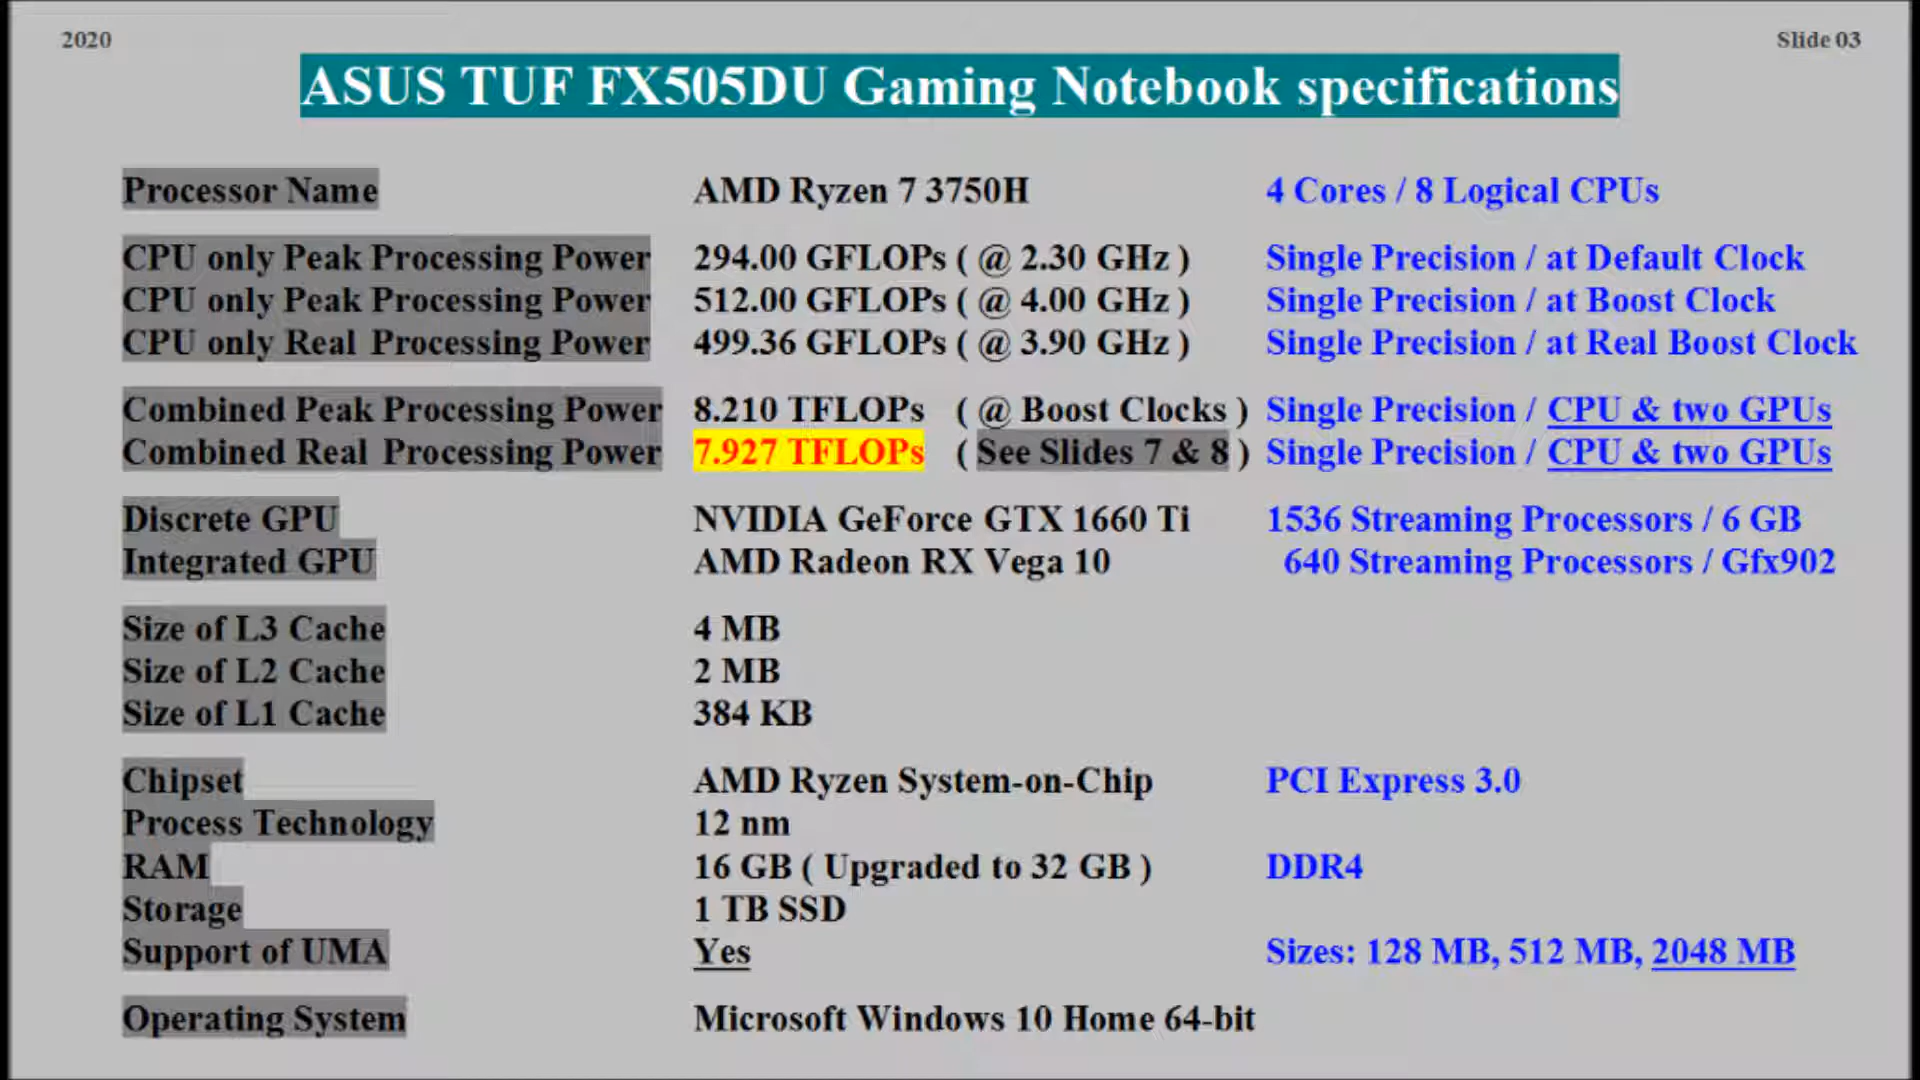 2020 Slide 03
ASUS TUF FX505DU Gaming Notebook specifications
Processor Name AMD Ryzen 7 3750H 4 Cores / 8 Logical CPUs
CPU only Peak Processing Power 294.00 GFLOPs ( @ 2.30 GHz ) Single Precision / at Default Clock
CPU only Peak Processing Power 512.00 GFLOPs ( @ 4.00 GHz ) Single Precision / at Boost Clock
CPU only Real Processing Power 499.36 GFLOPs ( @ 3.90 GHz ) Single Precision / at Real Boost Clock
Combined Peak Processing Power 8.210 TFLOPs ( @ Boost Clocks ) Single Precision / CPU & two GPUs
Combined Real Processing Power 7.927 TFLOPs ( See Slides 7 & 8 ) Single Precision / CPU & two GPUs
Discrete GPU NVIDIA GeForce GTX 1660 Ti 1536 Streaming Processors / 6 GB
Integrated GPU AMD Radeon RX Vega 10 640 Streaming Processors / Gfx902
Size of L3 Cache 4 MB
Size of L2 Cache 2 MB
Size of L1 Cache 384 KB
Chipset AMD Ryzen System-on-Chip PCI Express 3.0
Process Technology 12 nm
RAM 16 GB ( Upgraded to 32 GB ) DDR4
Storage 1 TB SSD
Support of UMA Yes Sizes: 128 MB, 512 MB, 2048 MB
Operating System Microsoft Windows 10 Home 64-bit